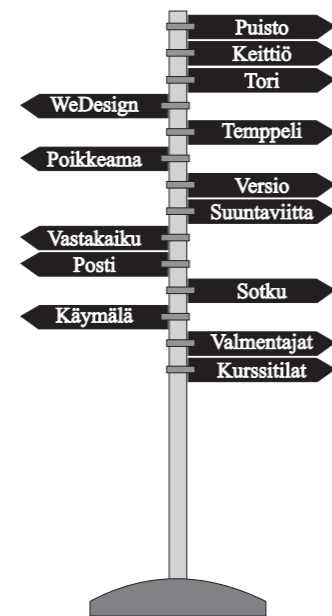 Puisto
Keittiö
Tori
WeDesign
Temppeli
Poikkeama
Versio
Suuntaviitta
Vastakaiku
Posti
Sotku
Käymälä
Valmentajat
Kurssitilat